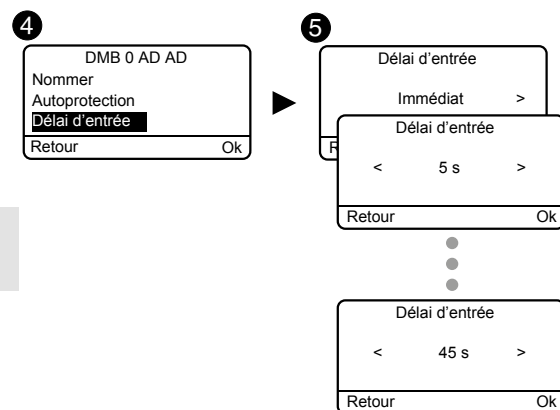 4
DMB 0 AD AD
Nommer
Autoprotection
Délai d'entrée
Retour Ok
5
Délai d'entrée
Immédiat >
R
Délai d'entrée
< 5 s >
Retour Ok
Délai d'entrée
< 45 s >
Retour Ok